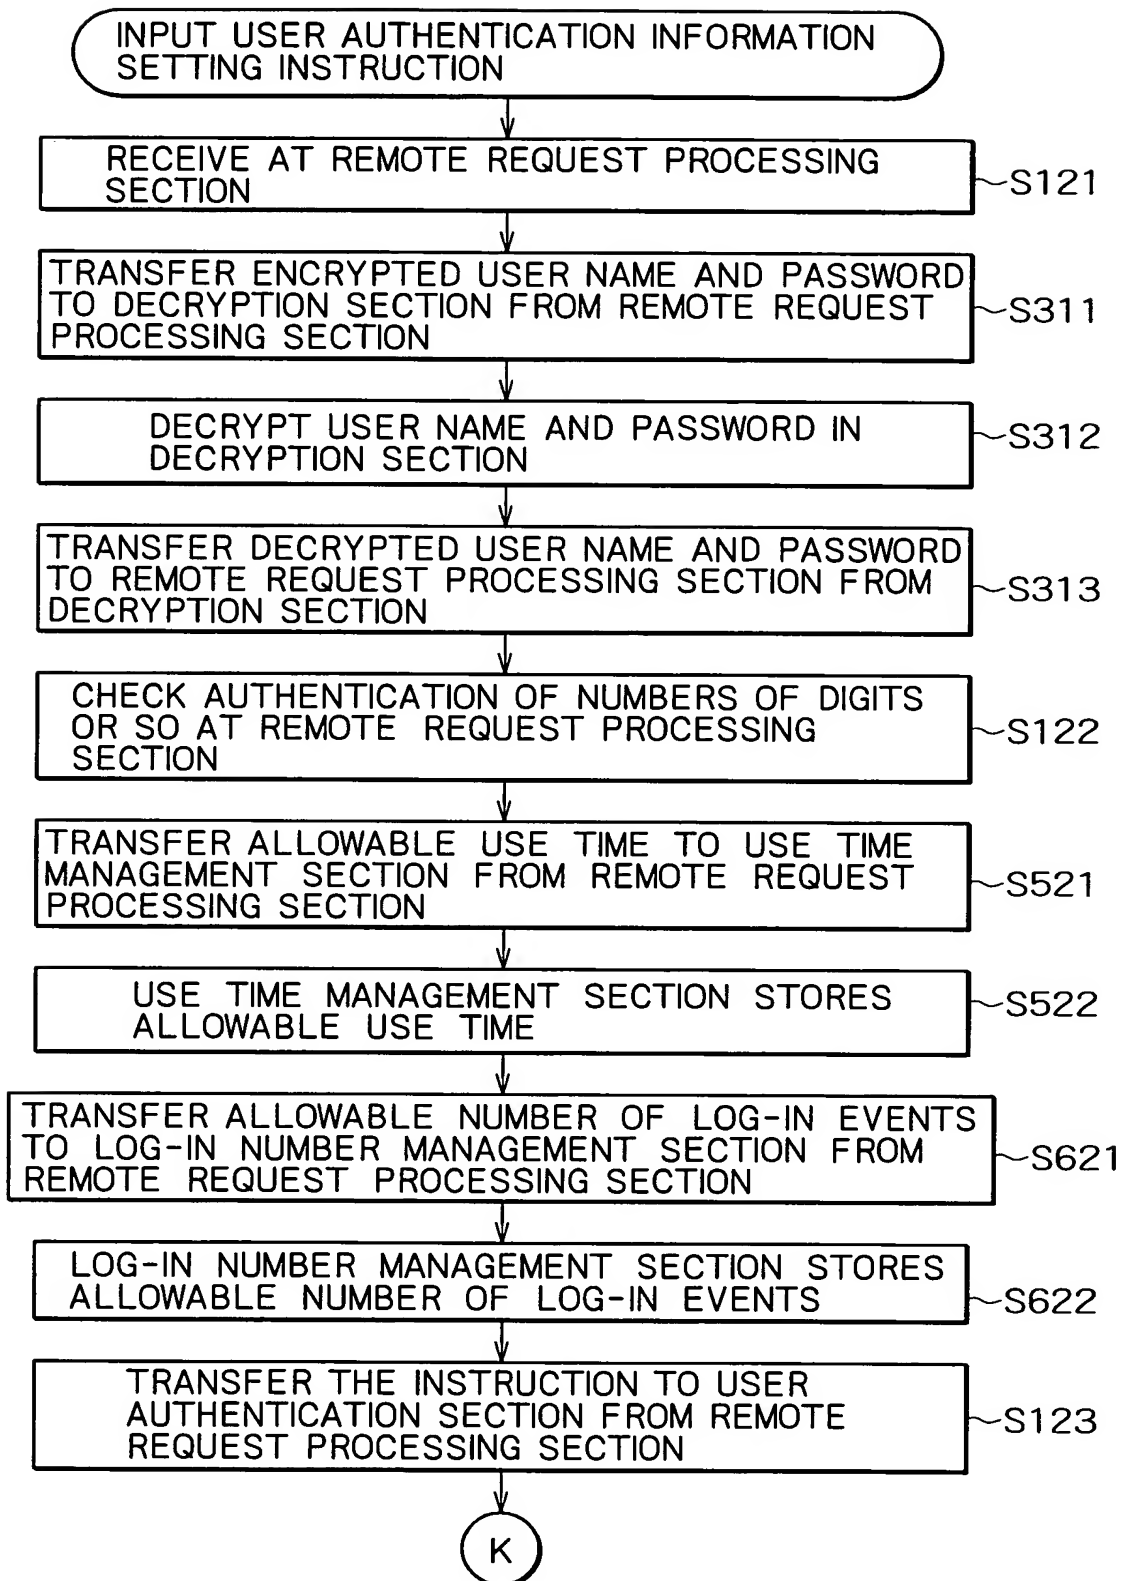 INPUT USER AUTHENTICATION INFORMATION
SETTING INSTRUCTION
RECEIVE AT REMOTE REQUEST PROCESSING
SECTION
S121
TRANSFER ENCRYPTED USER NAME AND PASSWORD
TO DECRYPTION SECTION FROM REMOTE REQUEST
PROCESSING SECTION
S311
DECRYPT USER NAME AND PASSWORD IN
DECRYPTION SECTION
S312
TRANSFER DECRYPTED USER NAME AND PASSWORD
TO REMOTE REQUEST PROCESSING SECTION FROM
DECRYPTION SECTION
S313
CHECK AUTHENTICATION OF NUMBERS OF DIGITS
OR SO AT REMOTE REQUEST PROCESSING
SECTION
S122
TRANSFER ALLOWABLE USE TIME TO USE TIME
MANAGEMENT SECTION FROM REMOTE REQUEST
PROCESSING SECTION
S521
USE TIME MANAGEMENT SECTION STORES
ALLOWABLE USE TIME
S522
TRANSFER ALLOWABLE NUMBER OF LOG-IN EVENTS
TO LOG-IN NUMBER MANAGEMENT SECTION FROM
REMOTE REQUEST PROCESSING SECTION
S621
LOG-IN NUMBER MANAGEMENT SECTION STORES
ALLOWABLE NUMBER OF LOG-IN EVENTS
S622
TRANSFER THE INSTRUCTION TO USER
AUTHENTICATION SECTION FROM REMOTE
REQUEST PROCESSING SECTION
S123
K